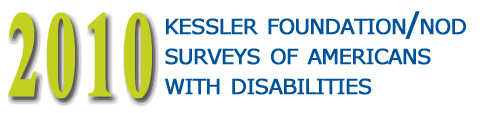 2010
KESSLER FOUNDATION/NOD
SURVEYS OF AMERICANS
WITH DISABILITIES